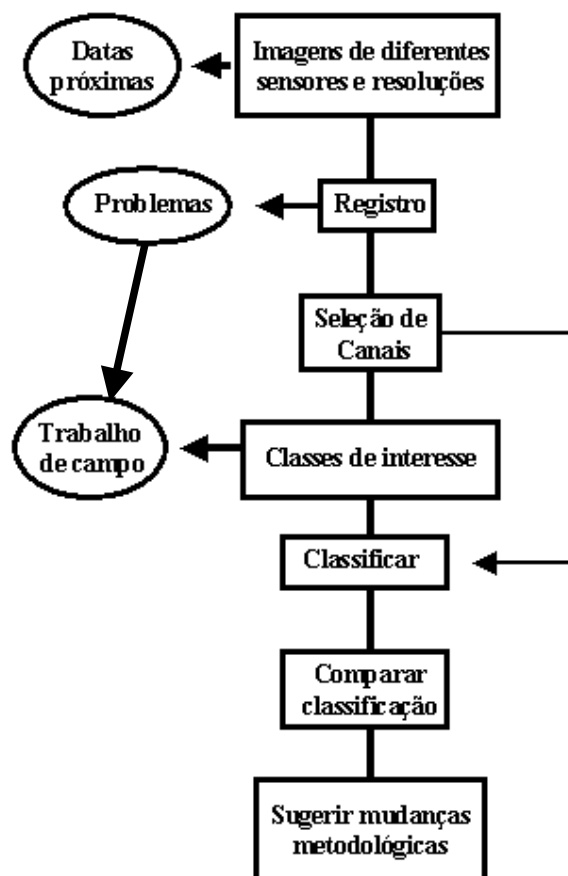 Datas
próximas
Imagens de diferentes
sensores e resoluções
Problemas
Registro
Seleção de
Canais
Trabalho
de campo
Classes de interesse
Classificar
Comparar
classificação
Sugerir mudanças
metodológicas